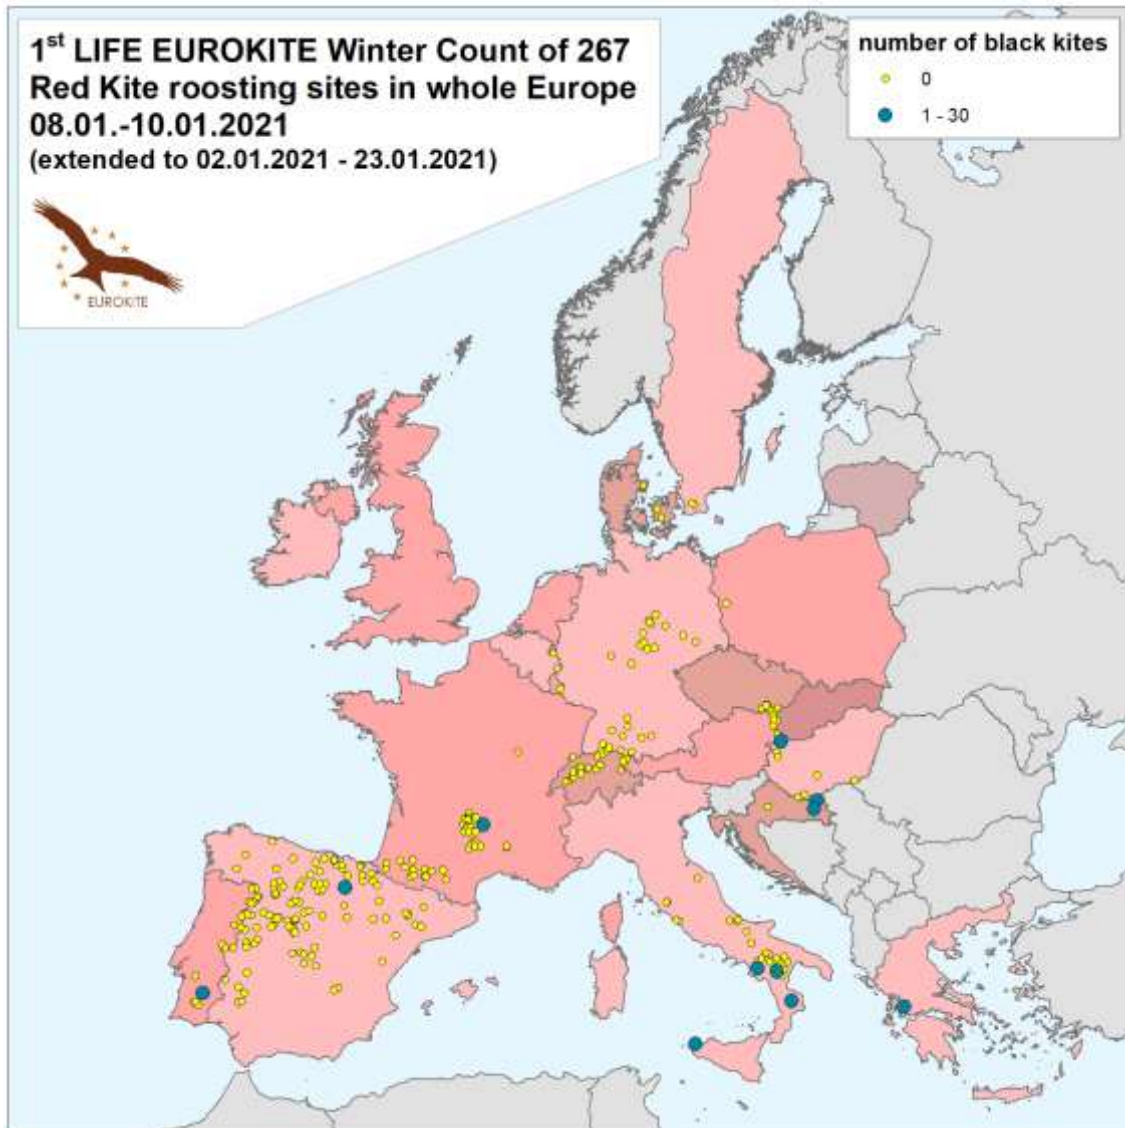 1st LIFE EUROKITE Winter Count of 267
Red Kite roosting sites in whole Europe
08.01.-10.01.2021
(extended to 02.01.2021 - 23.01.2021)
EUROKITE
number of black kites
0
1 - 30